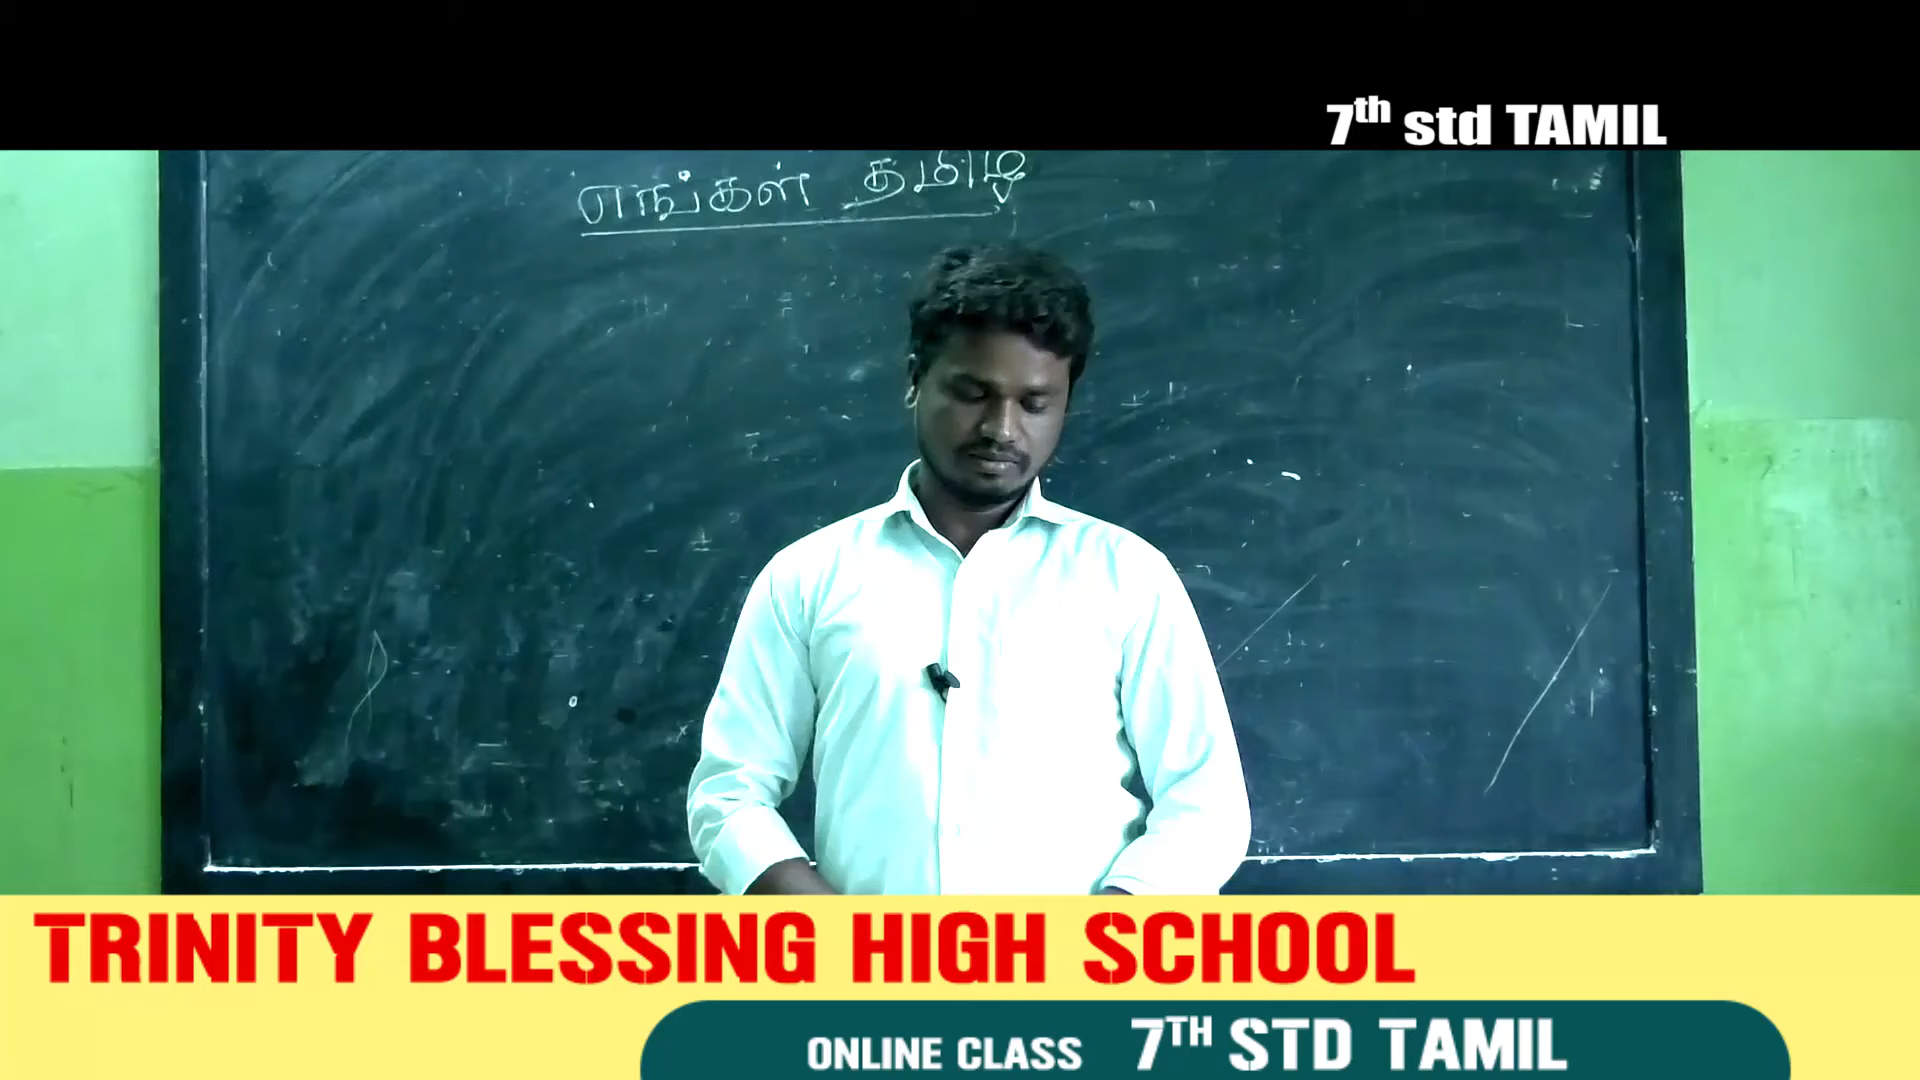 7th std TAMIL
எங்கள் தமிழ்
TRINITY BLESSING HIGH SCHOOL
ONLINE CLASS 7TH STD TAMIL